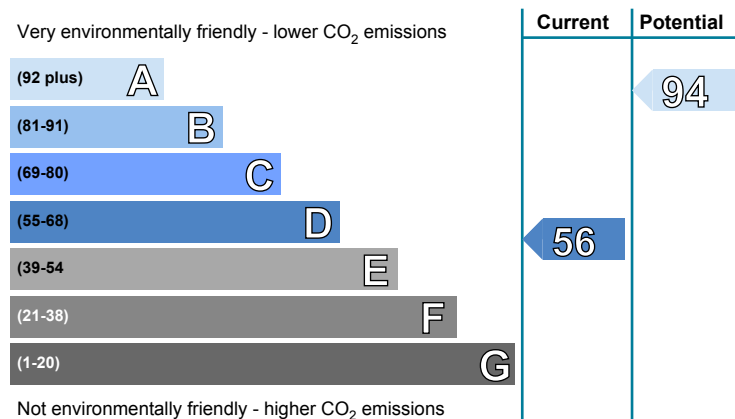 Very environmentally friendly - lower CO2 emissions
Current
Potential
(92 plus) A
94
(81-91) B
(69-80) C
(55-68) D
56
(39-54 E
(21-38) F
(1-20) G
Not environmentally friendly - higher CO2 emissions